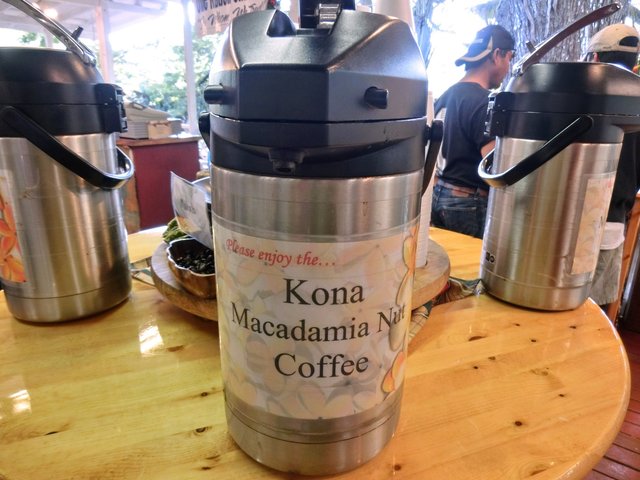 Please enjoy the...
Kona
Macadamia Nut
Coffee